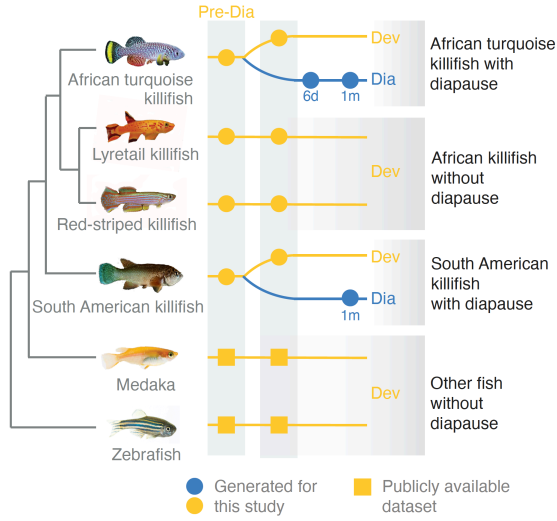 Pre-Dia
African turquoise
killifish
Dev
Dia
6d
1m
African turquoise
killifish with
diapause
Lyretail killifish
Red-striped killifish
Dev
African killifish
without
diapause
South American killifish
Dev
Dia
1m
South American
killifish
with diapause
Medaka
Zebrafish
Dev
Other fish
without
diapause
Generated for
this study
Publicly available
dataset